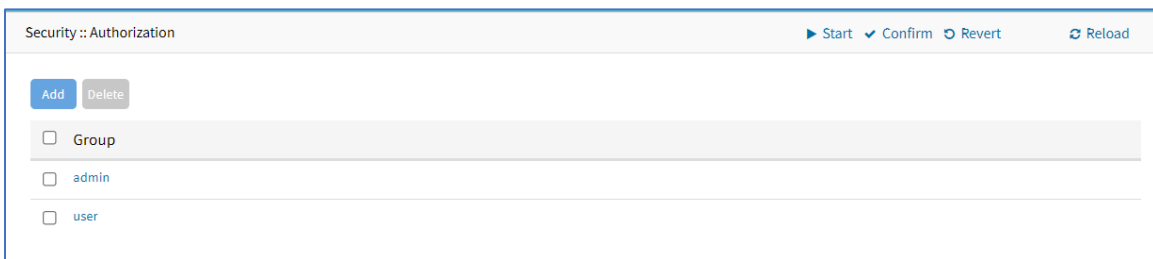 Security :: Authorization Start Confirm Revert Reload
Add Delete
Group
admin
user